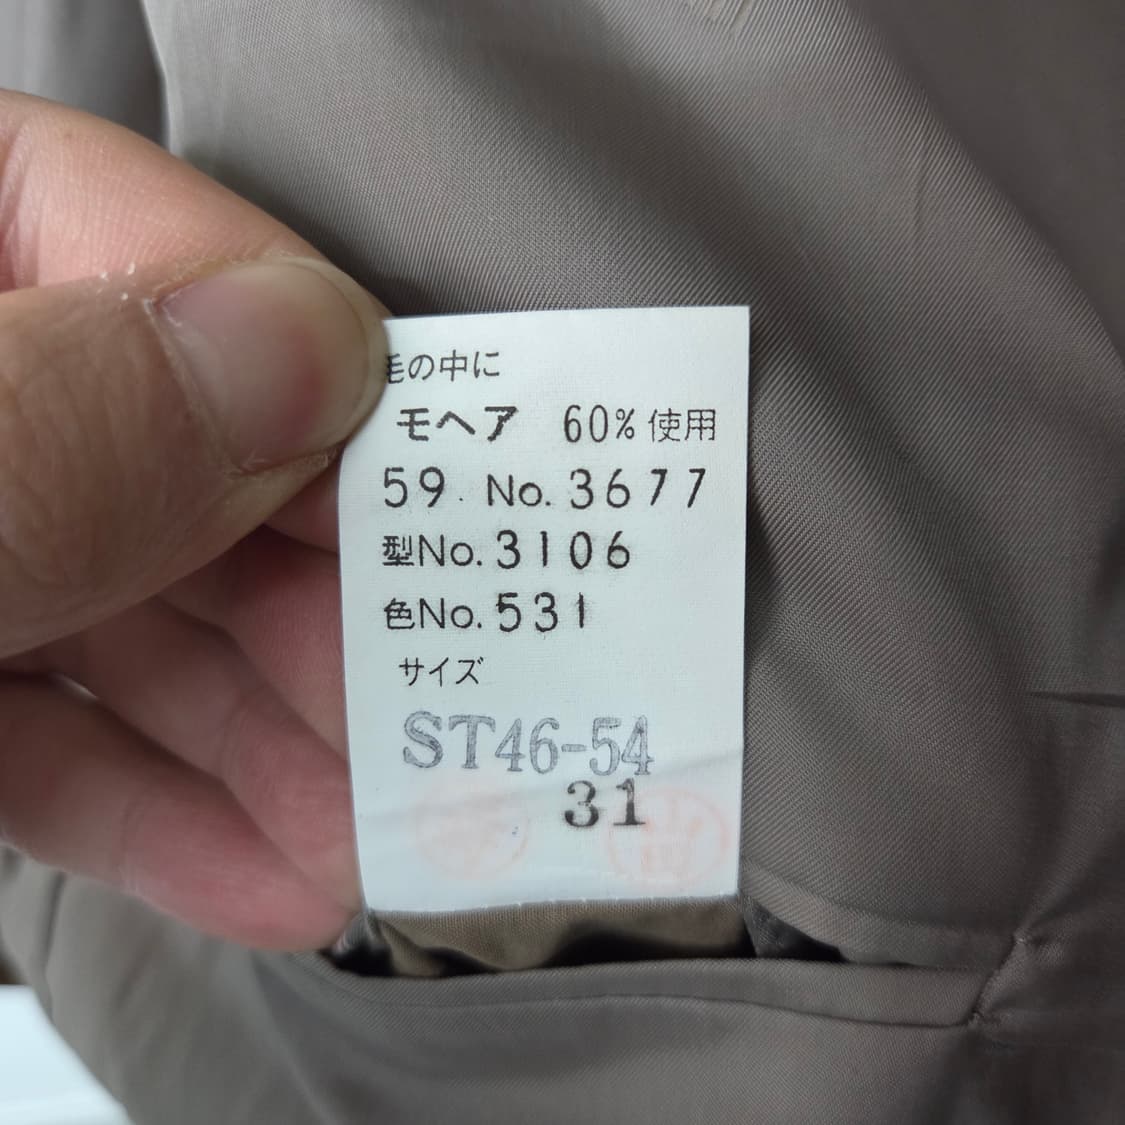 毛の中に
モヘア 60% 使用
59. No. 3677
型No. 3106
色No. 531
サイズ
ST46-54
31